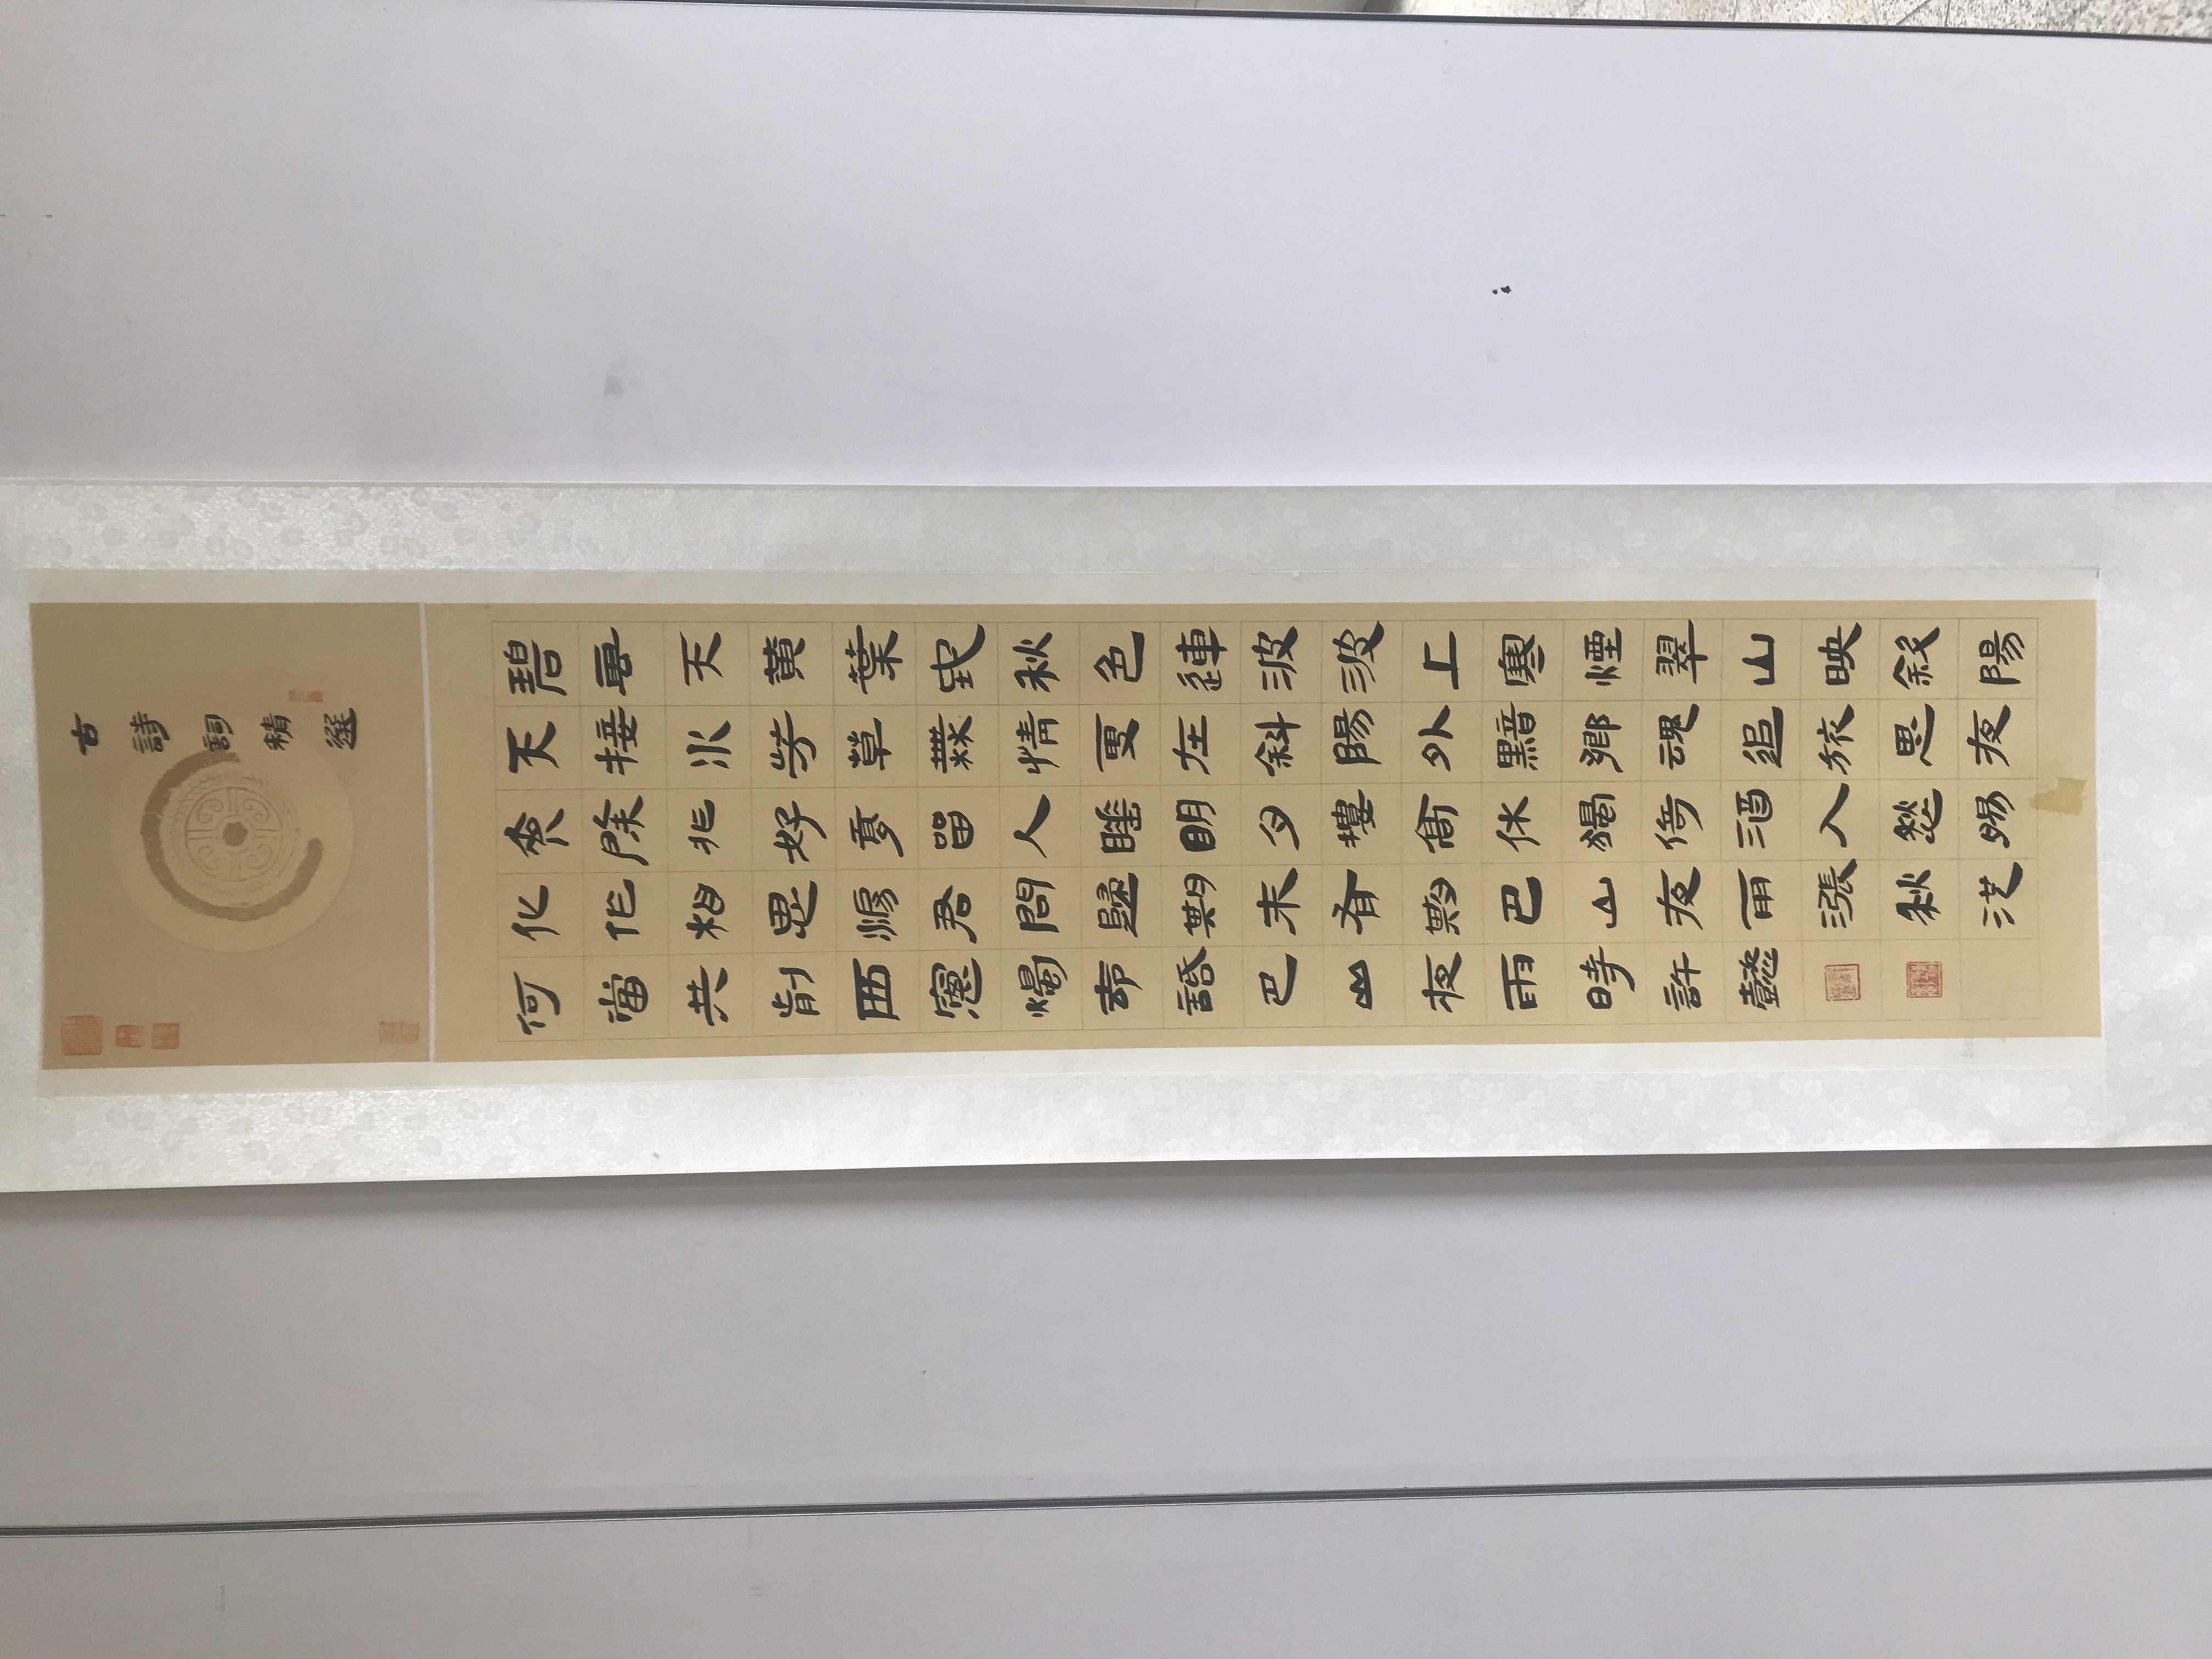 古詩詞精選
碧雲天黄葉地秋色連波波上寒煙翠山映斜陽
天接水芳草無情更在斜陽外黯鄉魂追旅思夜
夜除非好夢留人睡明月樓高休獨倚酒入愁腸
化作相思淚君問歸期未有期巴山夜雨漲秋池
何當共剪西窗燭却話巴山夜雨時許懿